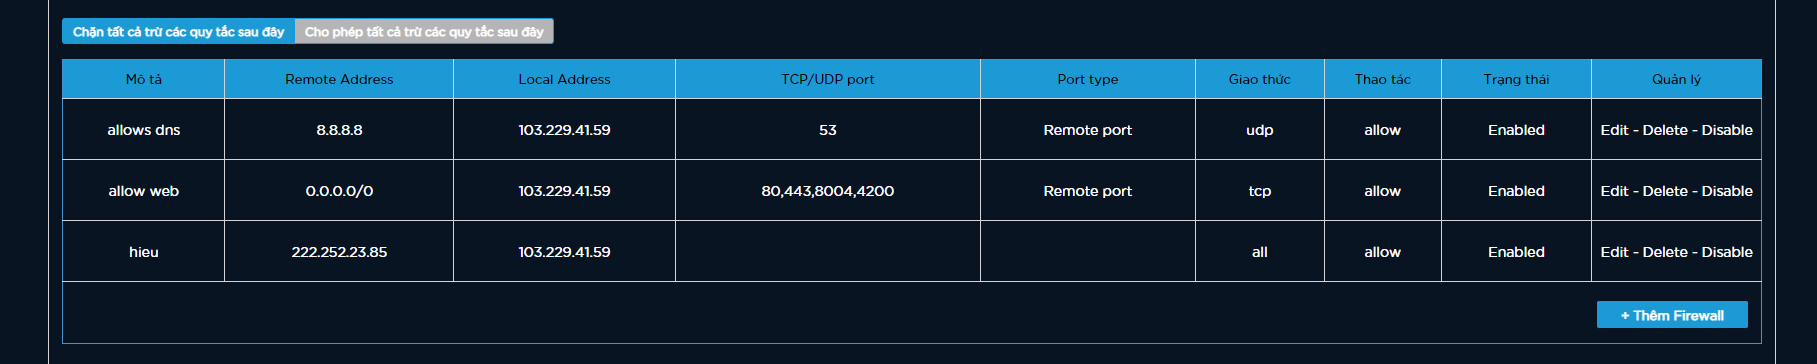 Chặn tất cả trừ các quy tắc sau đây Cho phép tất cả trừ các quy tắc sau đây
Mô tả Remote Address Local Address TCP/UDP port Port type Giao thức Thao tác Trạng thái Quản lý
allows dns 8.8.8.8 103.229.41.59 53 Remote port udp allow Enabled Edit - Delete - Disable
allow web 0.0.0.0/0 103.229.41.59 80,443,8004,4200 Remote port tcp allow Enabled Edit - Delete - Disable
hieu 222.252.23.85 103.229.41.59 all allow Enabled Edit - Delete - Disable
+ Thêm Firewall